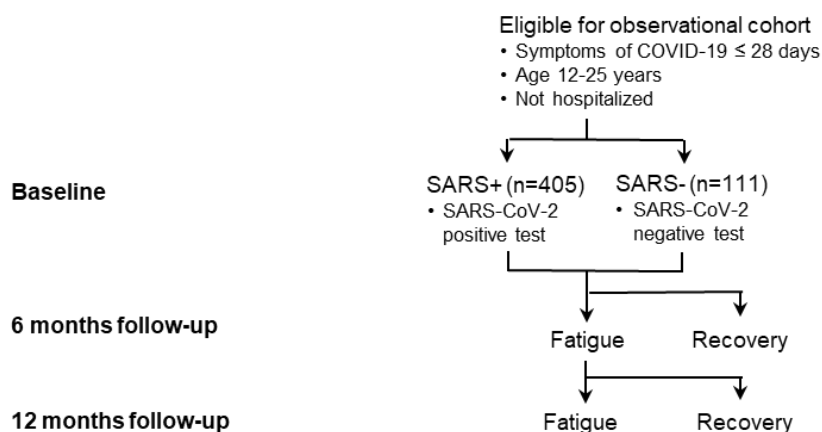 Eligible for observational cohort
• Symptoms of COVID-19 ≤ 28 days
• Age 12-25 years
• Not hospitalized
Baseline
SARS+ (n=405)
• SARS-CoV-2
positive test
SARS- (n=111)
• SARS-CoV-2
negative test
6 months follow-up
Fatigue
Recovery
12 months follow-up
Fatigue
Recovery